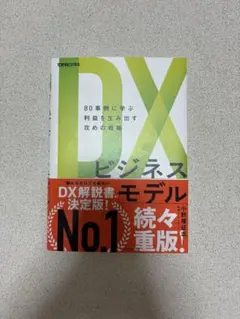 DX
80事例に学ぶ
利益を生み出す
攻めの戦略
ビジネス
モデル
DX解説書
決定版!
No.1
続々
重版!